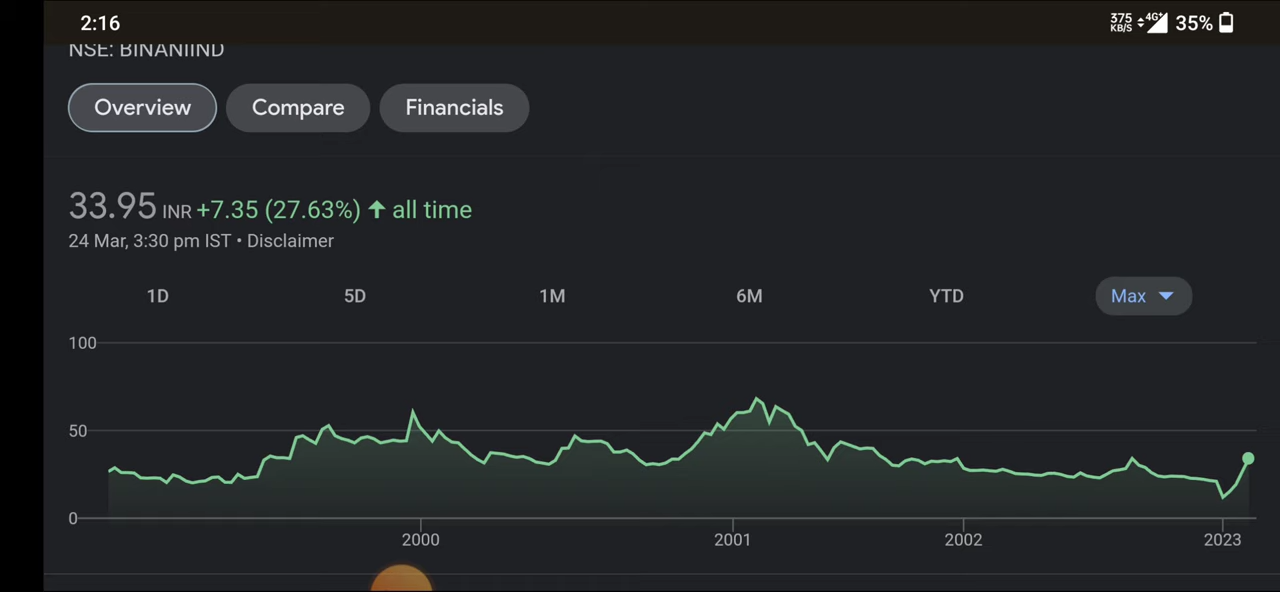 2:16 375 KB/S 4G+ 35%
NSE: BINANIIND
Overview Compare Financials
33.95 INR +7.35 (27.63%) ↑ all time
24 Mar, 3:30 pm IST • Disclaimer
1D 5D 1M 6M YTD Max
100
50
0
2000 2001 2002 2023